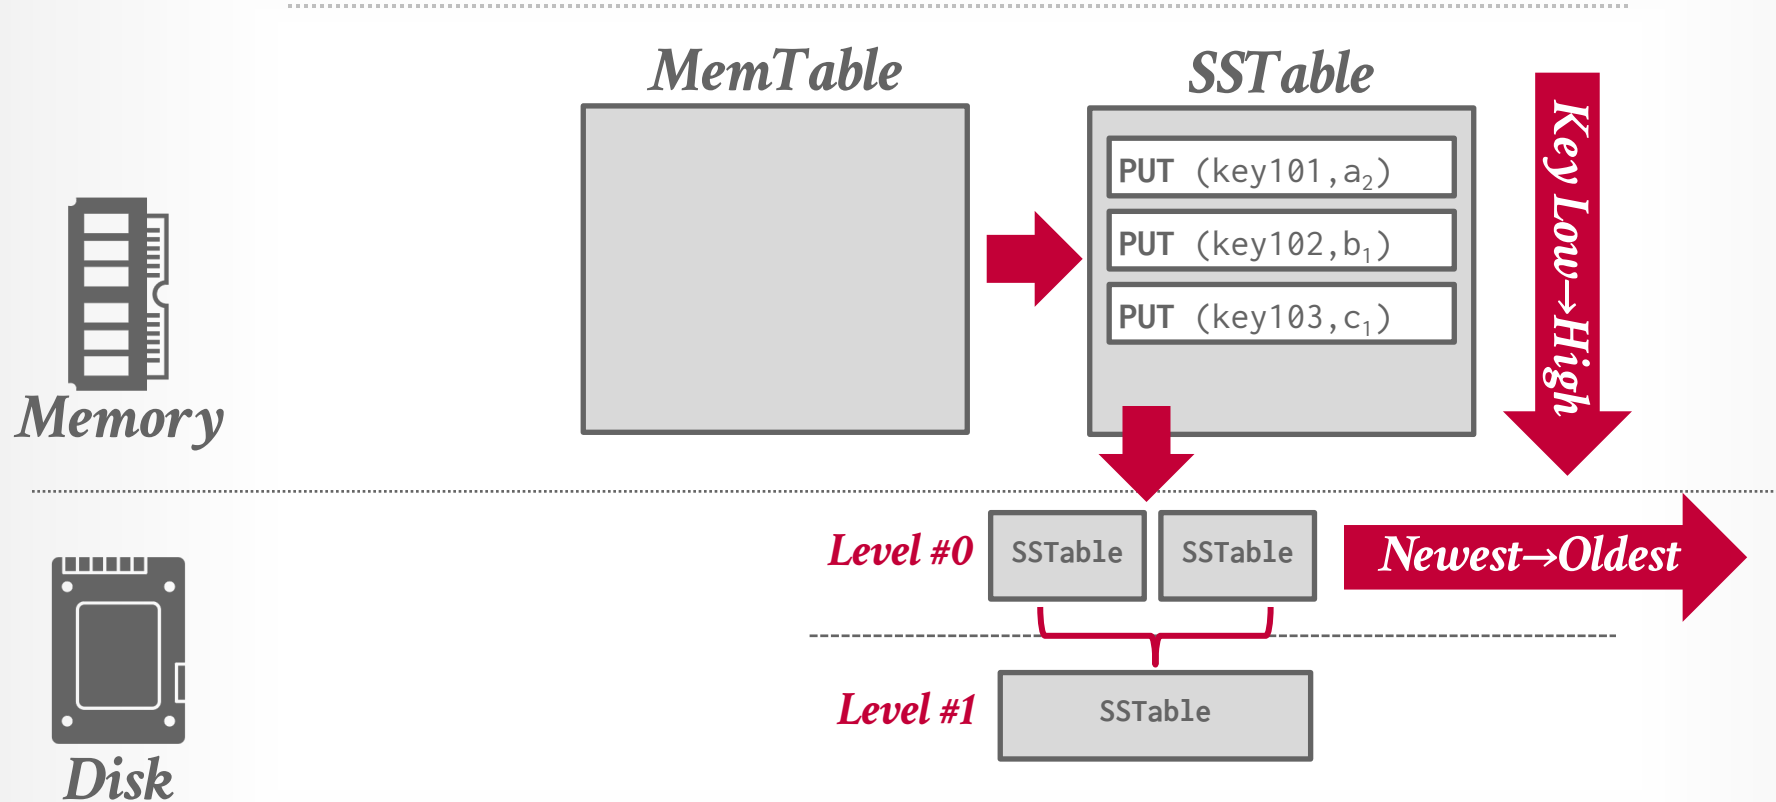 MemTable
SSTable
PUT (key101,a₂)
PUT (key102,b₁)
PUT (key103,c₁)
Key Low→High
Memory
Level #0
SSTable
SSTable
Newest→Oldest
Level #1
SSTable
Disk